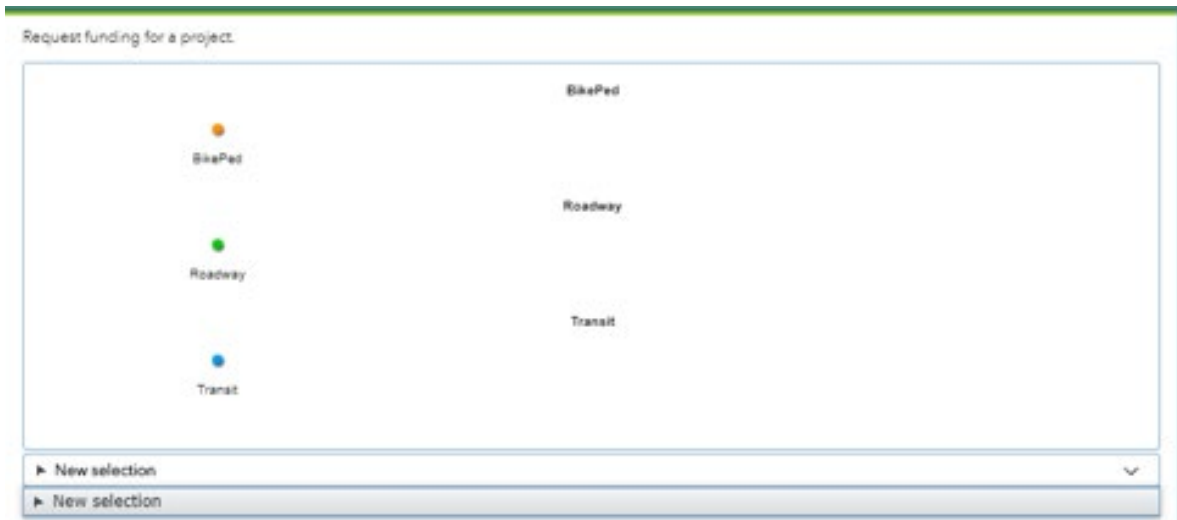 Request funding for a project.
BikePed
BikePed
Roadway
Roadway
Transit
Transit
New selection
New selection